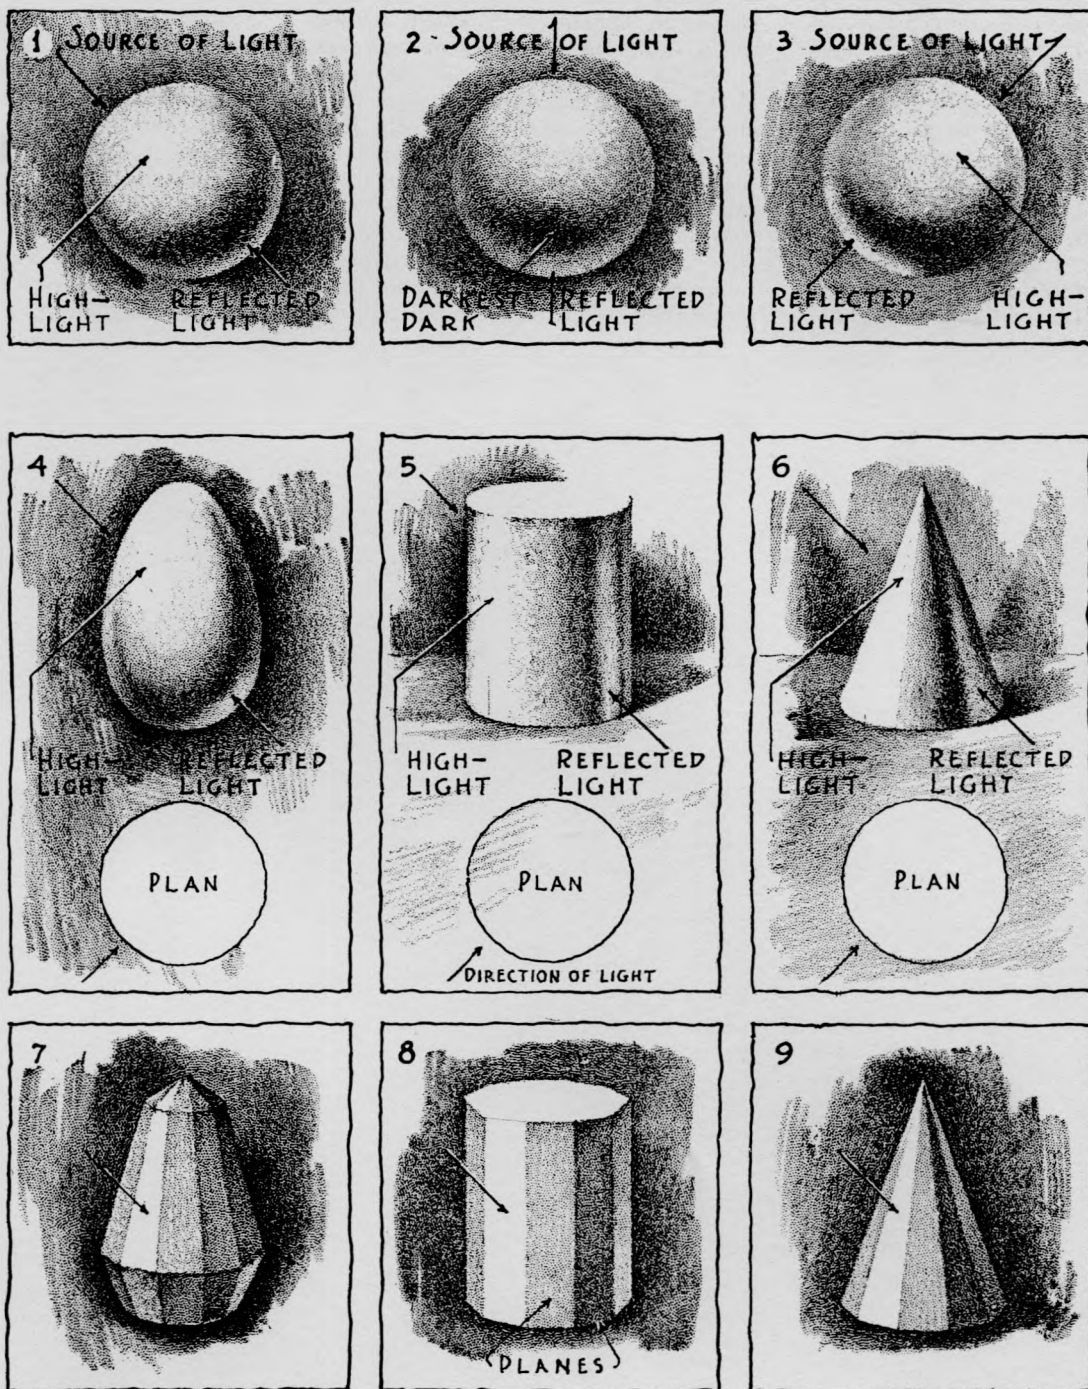 1 SOURCE OF LIGHT
HIGH-
LIGHT
REFLECTED
LIGHT
2 - SOURCE OF LIGHT
DARKEST
DARK
REFLECTED
LIGHT
3 SOURCE OF LIGHT
REFLECTED
LIGHT
HIGH-
LIGHT
4
HIGH-
LIGHT
REFLECTED
LIGHT
PLAN
5
HIGH-
LIGHT
REFLECTED
LIGHT
PLAN
DIRECTION OF LIGHT
6
HIGH-
LIGHT
REFLECTED
LIGHT
PLAN
7
8
PLANES
9